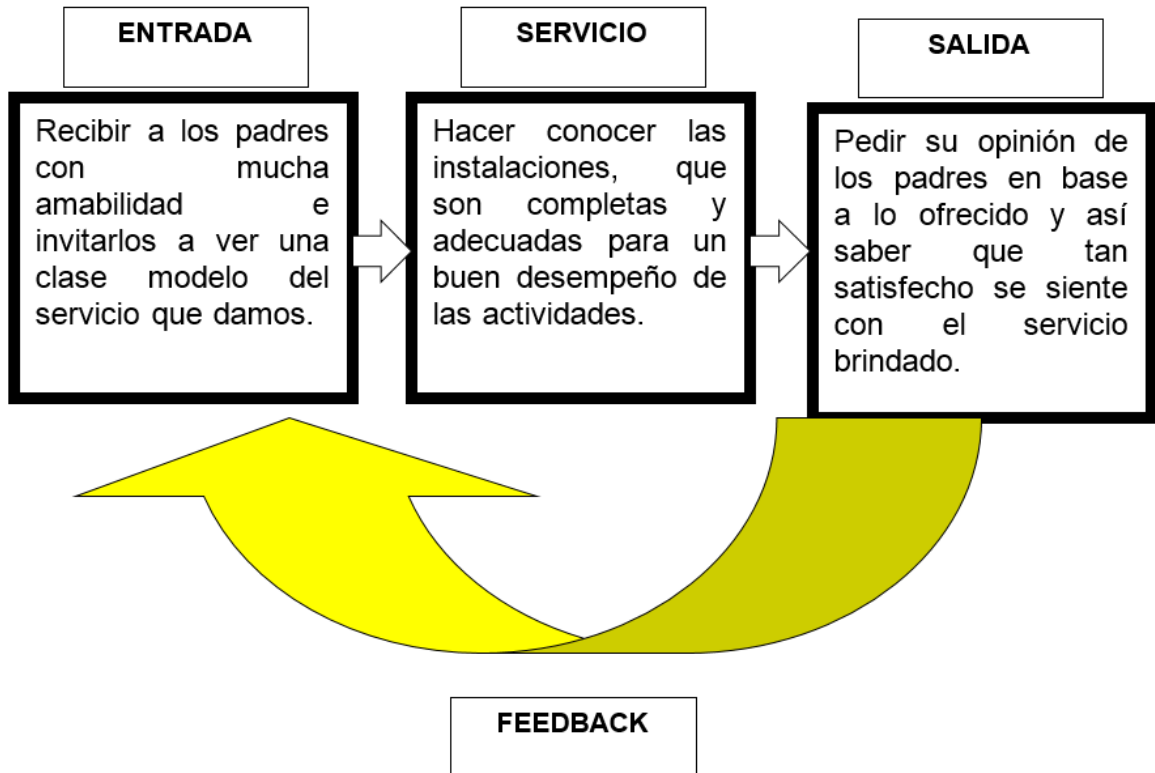 ENTRADA
Recibir a los padres
con mucha
amabilidad e
invitarlos a ver una
clase modelo del
servicio que damos.
SERVICIO
Hacer conocer las
instalaciones, que
son completas y
adecuadas para un
buen desempeño de
las actividades.
SALIDA
Pedir su opinión de
los padres en base
a lo ofrecido y así
saber que tan
satisfecho se siente
con el servicio
brindado.
FEEDBACK